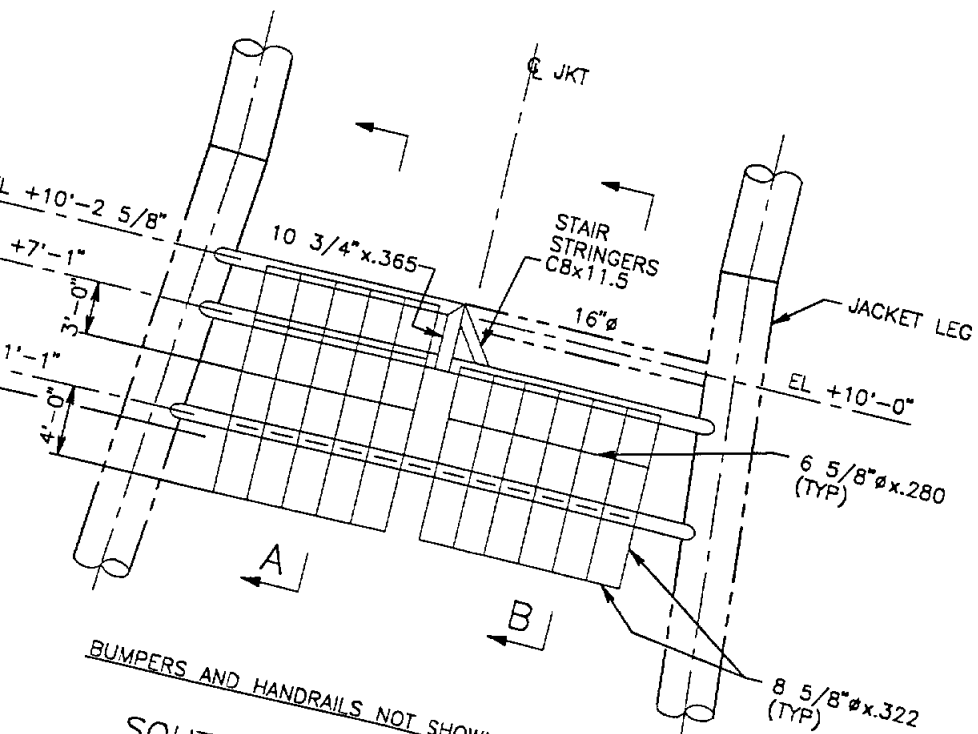 ℄ JKT
EL +10'-2 5/8"
10 3/4"x.365
STAIR
STRINGERS
C8x11.5
+7'-1"
3'-0"
16"ø
JACKET LEG
1'-1"
EL +10'-0"
4'-0"
6 5/8"øx.280
(TYP)
A
B
8 5/8"øx.322
(TYP)
BUMPERS AND HANDRAILS NOT